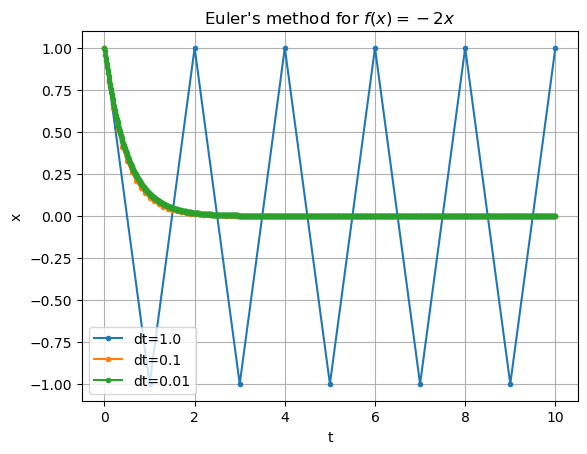 Euler's method for f(x) = −2x
1.00
0.75
0.50
0.25
0.00
−0.25
−0.50
−0.75
−1.00
x
dt=1.0
dt=0.1
dt=0.01
0 2 4 6 8 10
t